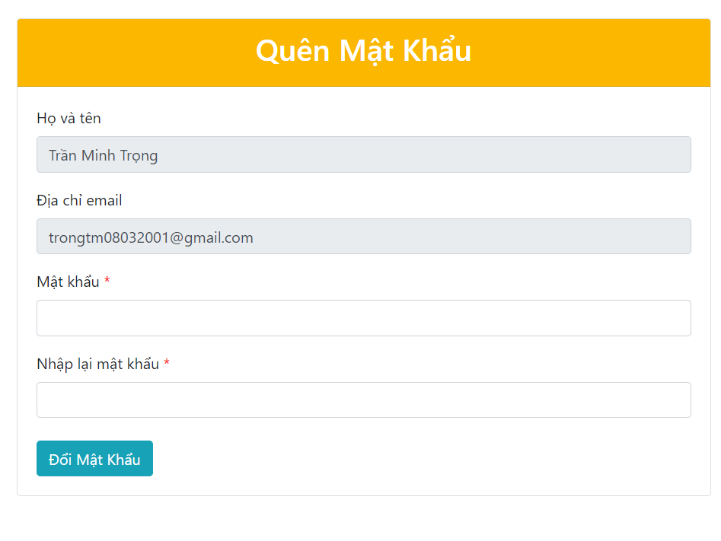 Quên Mật Khẩu
Họ và tên
Trần Minh Trọng
Địa chỉ email
trongtm08032001@gmail.com
Mật khẩu *
Nhập lại mật khẩu *
Đổi Mật Khẩu